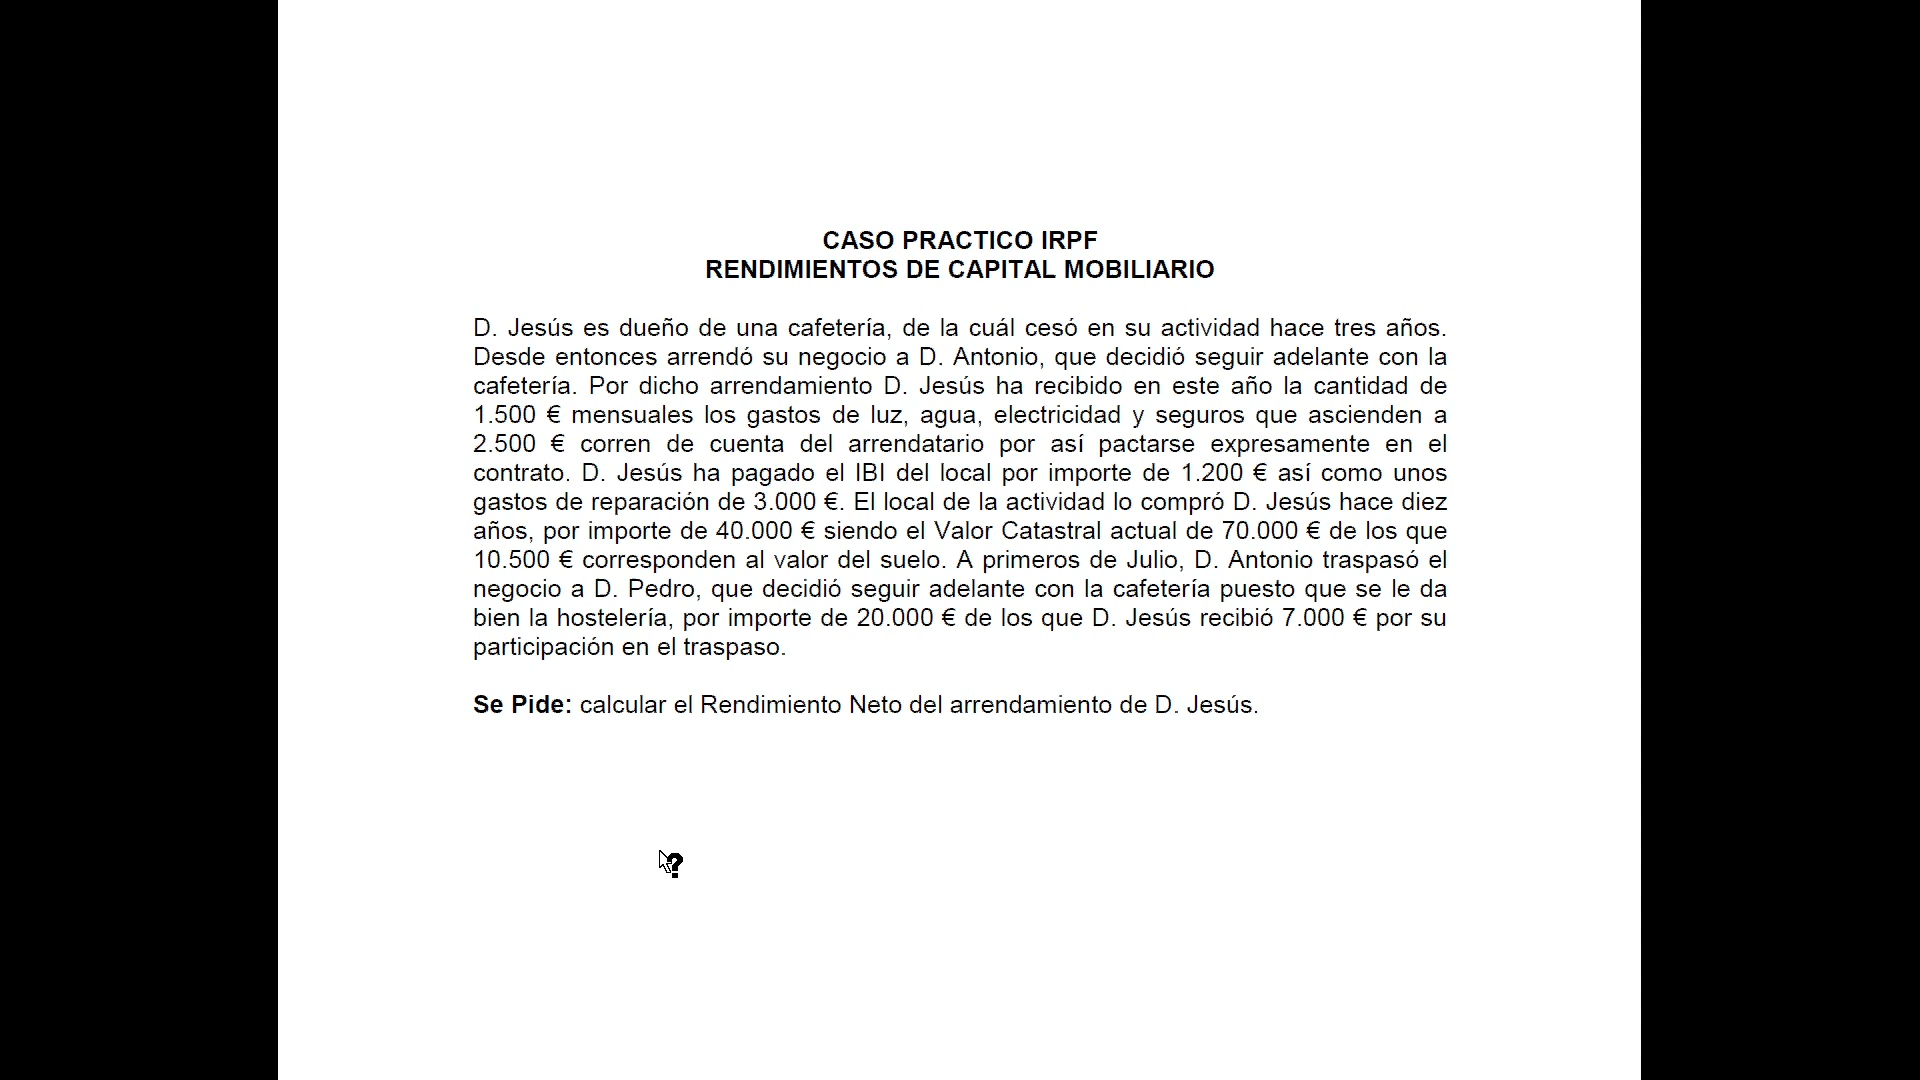 CASO PRACTICO IRPF
RENDIMIENTOS DE CAPITAL MOBILIARIO
D. Jesús es dueño de una cafetería, de la cuál cesó en su actividad hace tres años.
Desde entonces arrendó su negocio a D. Antonio, que decidió seguir adelante con la
cafetería. Por dicho arrendamiento D. Jesús ha recibido en este año la cantidad de
1.500 € mensuales los gastos de luz, agua, electricidad y seguros que ascienden a
2.500 € corren de cuenta del arrendatario por así pactarse expresamente en el
contrato. D. Jesús ha pagado el IBI del local por importe de 1.200 € así como unos
gastos de reparación de 3.000 €. El local de la actividad lo compró D. Jesús hace diez
años, por importe de 40.000 € siendo el Valor Catastral actual de 70.000 € de los que
10.500 € corresponden al valor del suelo. A primeros de Julio, D. Antonio traspasó el
negocio a D. Pedro, que decidió seguir adelante con la cafetería puesto que se le da
bien la hostelería, por importe de 20.000 € de los que D. Jesús recibió 7.000 € por su
participación en el traspaso.
Se Pide: calcular el Rendimiento Neto del arrendamiento de D. Jesús.